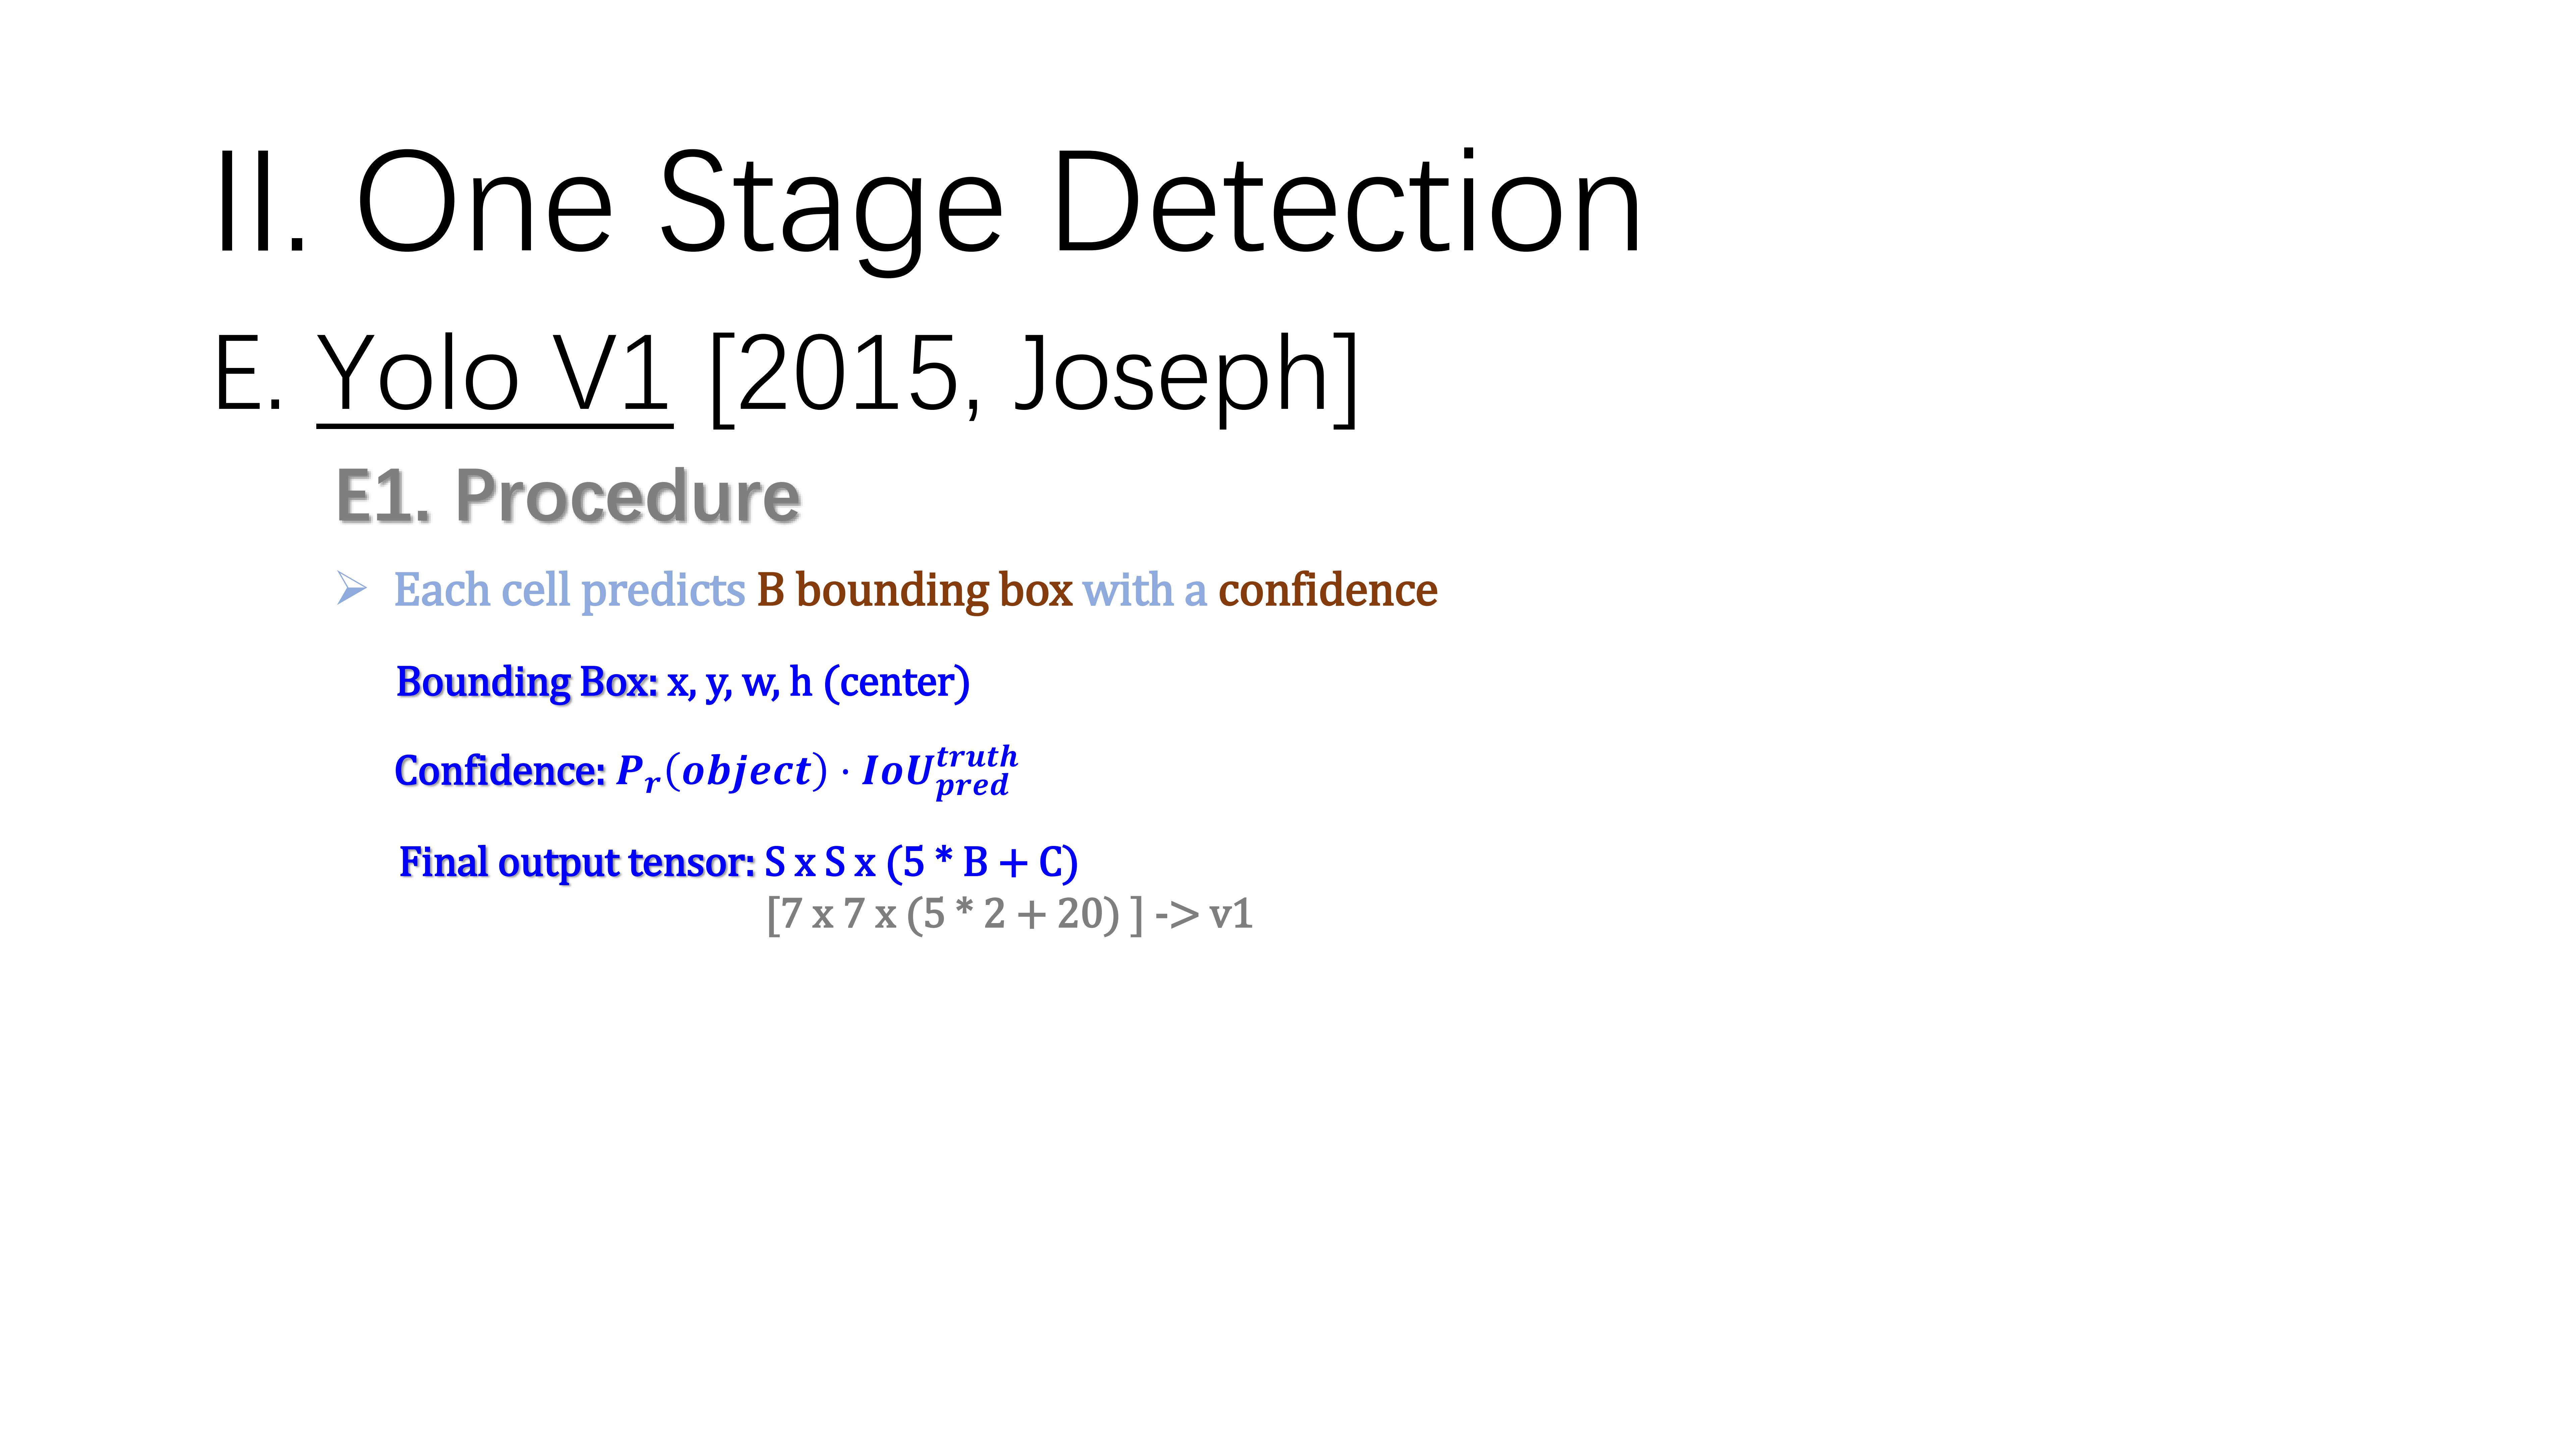 II. One Stage Detection
E. Yolo V1 [2015, Joseph]
E1. Procedure
➢ Each cell predicts B bounding box with a confidence
Bounding Box: x, y, w, h (center)
Confidence: P_r(object) · IoU_{pred}^{truth}
Final output tensor: S x S x (5 * B + C)
[7 x 7 x (5 * 2 + 20) ] -> v1